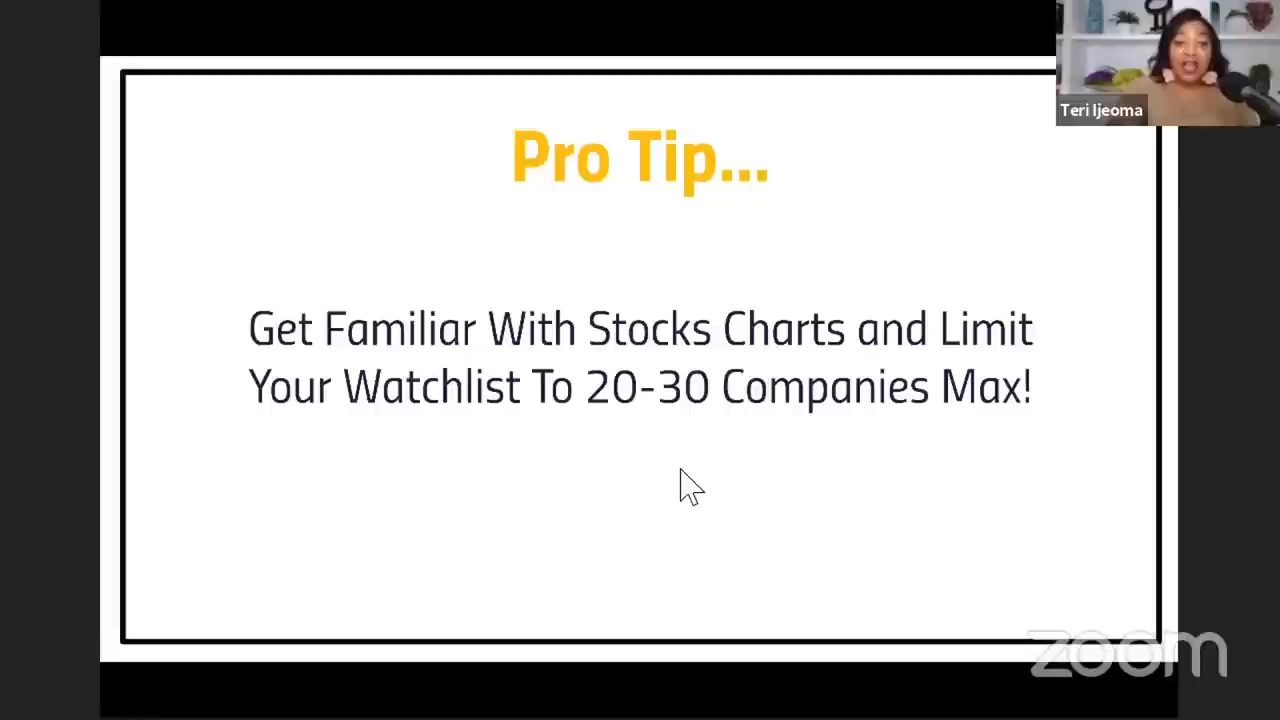 Teri Ijeoma
Pro Tip...
Get Familiar With Stocks Charts and Limit
Your Watchlist To 20-30 Companies Max!
zoom